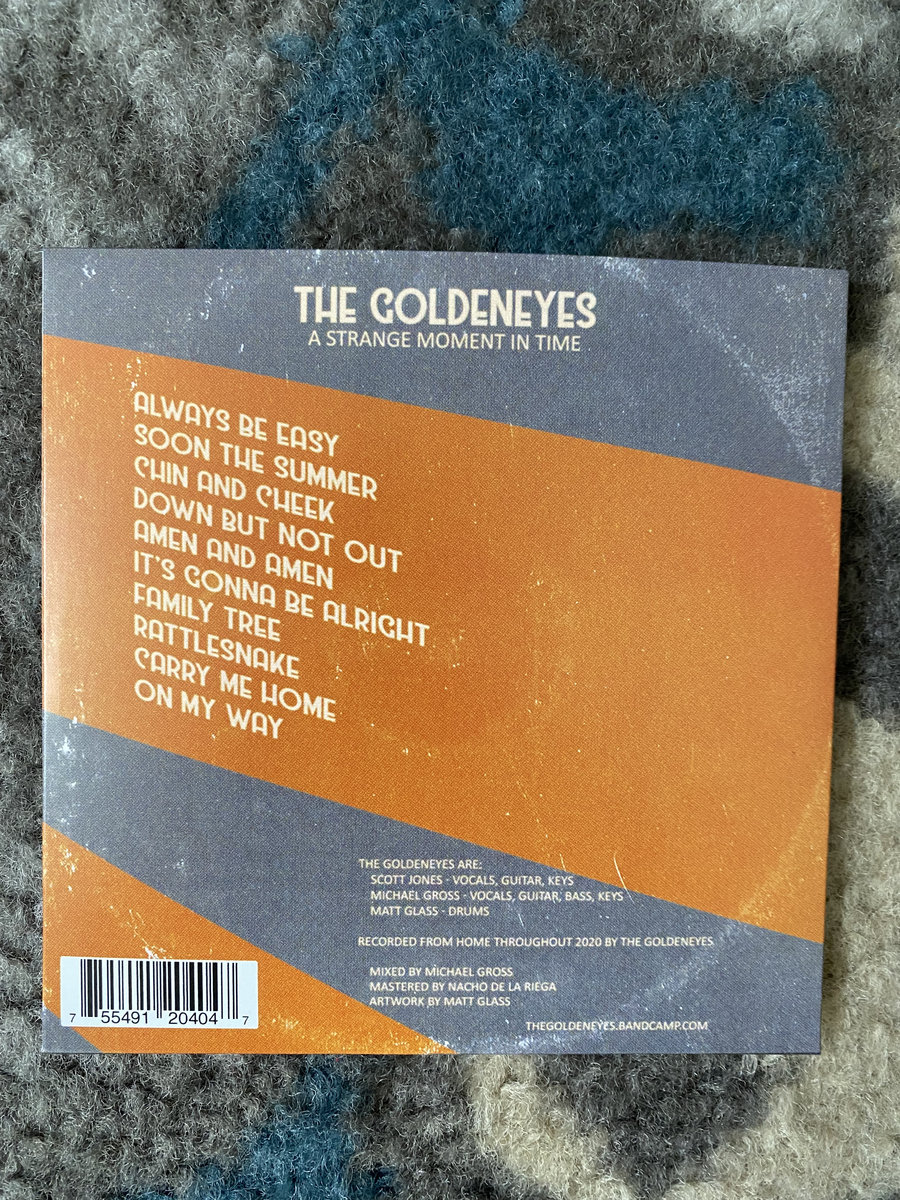 THE GOLDENEYES
A STRANGE MOMENT IN TIME
ALWAYS BE EASY
SOON THE SUMMER
CHIN AND CHEEK
DOWN BUT NOT OUT
AMEN AND AMEN
IT'S GONNA BE ALRIGHT
FAMILY TREE
RATTLESNAKE
CARRY ME HOME
ON MY WAY
THE GOLDENEYES ARE:
SCOTT JONES - VOCALS, GUITAR, KEYS
MICHAEL GROSS - VOCALS, GUITAR, BASS, KEYS
MATT GLASS - DRUMS
RECORDED FROM HOME THROUGHOUT 2020 BY THE GOLDENEYES
MIXED BY MICHAEL GROSS
MASTERED BY NACHO DE LA RIEGA
ARTWORK BY MATT GLASS
THEGOLDENEYES.BANDCAMP.COM
7 55491 20404 7